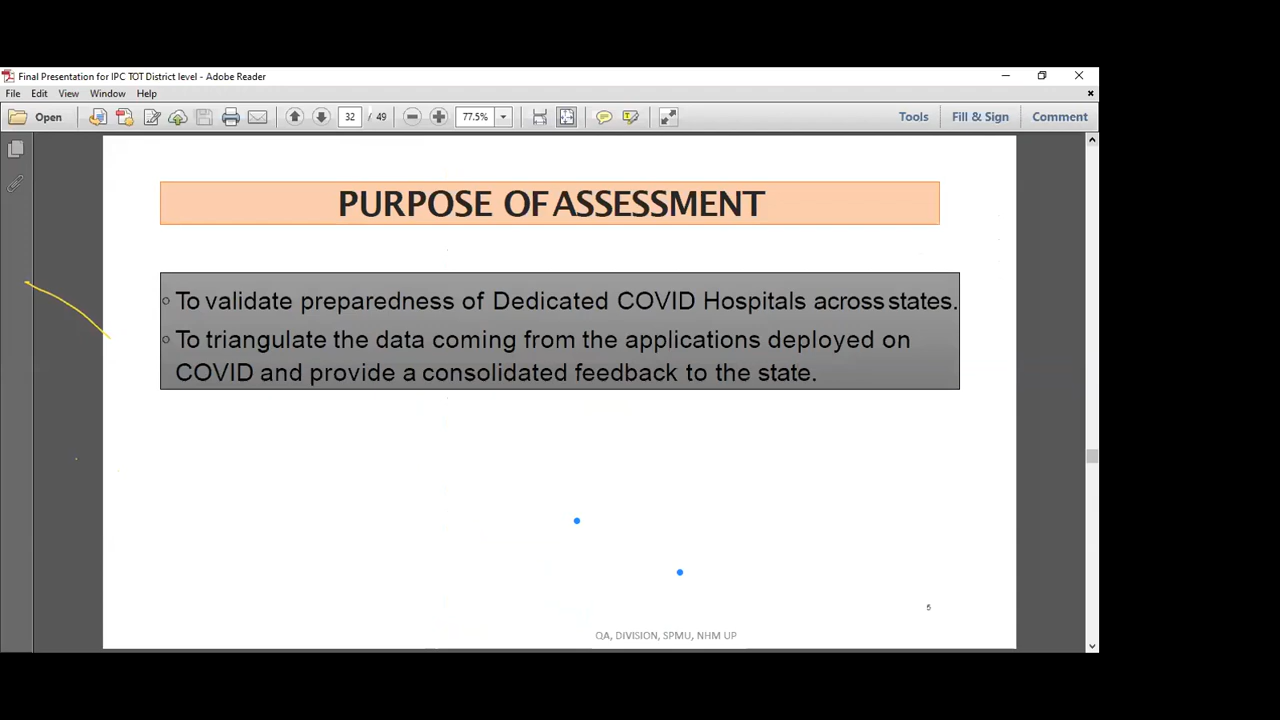 Final Presentation for IPC TOT District level - Adobe Reader
File Edit View Window Help
Open 32 / 49 77.5% Tools Fill & Sign Comment
PURPOSE OF ASSESSMENT
To validate preparedness of Dedicated COVID Hospitals across states.
To triangulate the data coming from the applications deployed on
COVID and provide a consolidated feedback to the state.
5
QA, DIVISION, SPMU, NHM UP